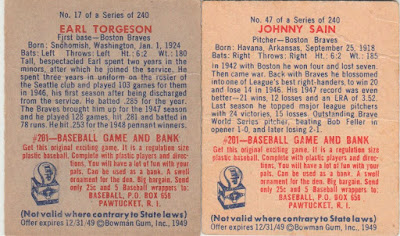 No. 17 of a Series of 240
EARL TORGESON
First base—Boston Braves
Born: Snohomish, Washington, Jan. 1, 1924
Bats: Left Throws: Left Ht.: 6:2 Wt.: 180
Tall, bespectacled Earl spent two years in the
minors, after which he joined the service. He
spent three years in uniform on the roster of
the Seattle club and played 103 games for them
in 1946, his first season after being discharged
from the service. He batted .285 for the year.
The Braves brought him up for the 1947 season
and he played 128 games, hit .281 and batted in
78 runs. Hit .253 for the 1948 pennant winners.
#201—BASEBALL GAME AND BANK
Get this original exciting game. It is a regulation size
plastic baseball. Complete with plastic players and direc-
tions. You will have a lot of fun with your
pals. Can be used as a bank. A swell
ornament for the den. Big bargain. Send
only 25c and 5 Baseball wrappers to:
BASEBALL, P.O. BOX 656
PAWTUCKET, R. I.
(Not valid where contrary to State laws)
Offer expires 12/31/49 ©Bowman Gum, Inc., 1949
No. 47 of a Series of 240
JOHNNY SAIN
Pitcher—Boston Braves
Born: Havana, Arkansas, September 25, 1918
Bats: Right Throws: Right Ht.: 6:2 Wt.: 185
In 1942 with Boston he won four and lost seven.
Then came war. Back with Braves he blossomed
into one of League's best right-handers, to win 20
and lose 14 in 1946. His 1947 record was even
better—21 wins, 12 losses and an ERA of 3.52.
Last season he topped major league pitchers
with 24 victories, 15 losses. Outstanding Brave
World Series pitcher, beating Bob Feller in
opener 1-0, and later losing 2-1.
#201—BASEBALL GAME AND BANK
Get this original exciting game. It is a regulation size
plastic baseball. Complete with plastic players and direc-
tions. You will have a lot of fun with your
pals. Can be used as a bank. A swell
ornament for the den. Big bargain. Send
only 25c and 5 Baseball wrappers to:
BASEBALL, P.O. BOX 656
PAWTUCKET, R. I.
(Not valid where contrary to State laws)
Offer expires 12/31/49 ©Bowman Gum, Inc., 1949